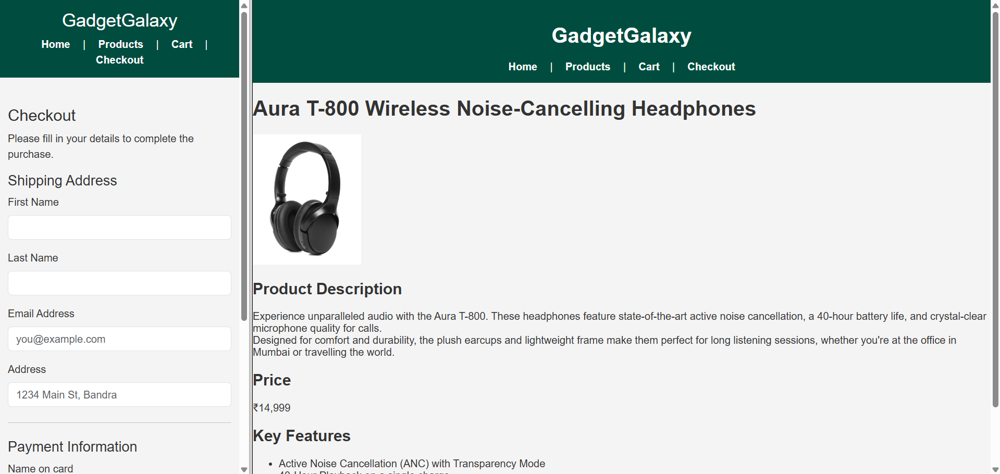 GadgetGalaxy
Home | Products | Cart |
Checkout
Checkout
Please fill in your details to complete the
purchase.
Shipping Address
First Name
Last Name
Email Address
you@example.com
Address
1234 Main St, Bandra
Payment Information
Name on card
GadgetGalaxy
Home | Products | Cart | Checkout
Aura T-800 Wireless Noise-Cancelling Headphones
Product Description
Experience unparalleled audio with the Aura T-800. These headphones feature state-of-the-art active noise cancellation, a 40-hour battery life, and crystal-clear
microphone quality for calls.
Designed for comfort and durability, the plush earcups and lightweight frame make them perfect for long listening sessions, whether you're at the office in
Mumbai or travelling the world.
Price
₹14,999
Key Features
• Active Noise Cancellation (ANC) with Transparency Mode
40-Hour Playback on a single charge